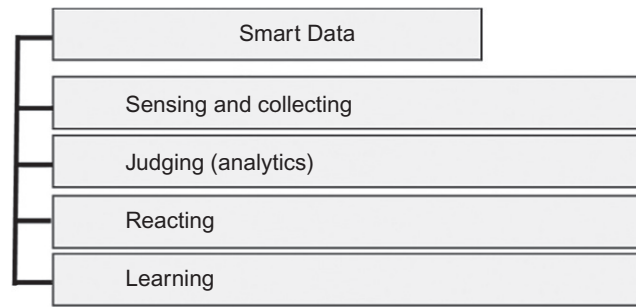 Smart Data
Sensing and collecting
Judging (analytics)
Reacting
Learning